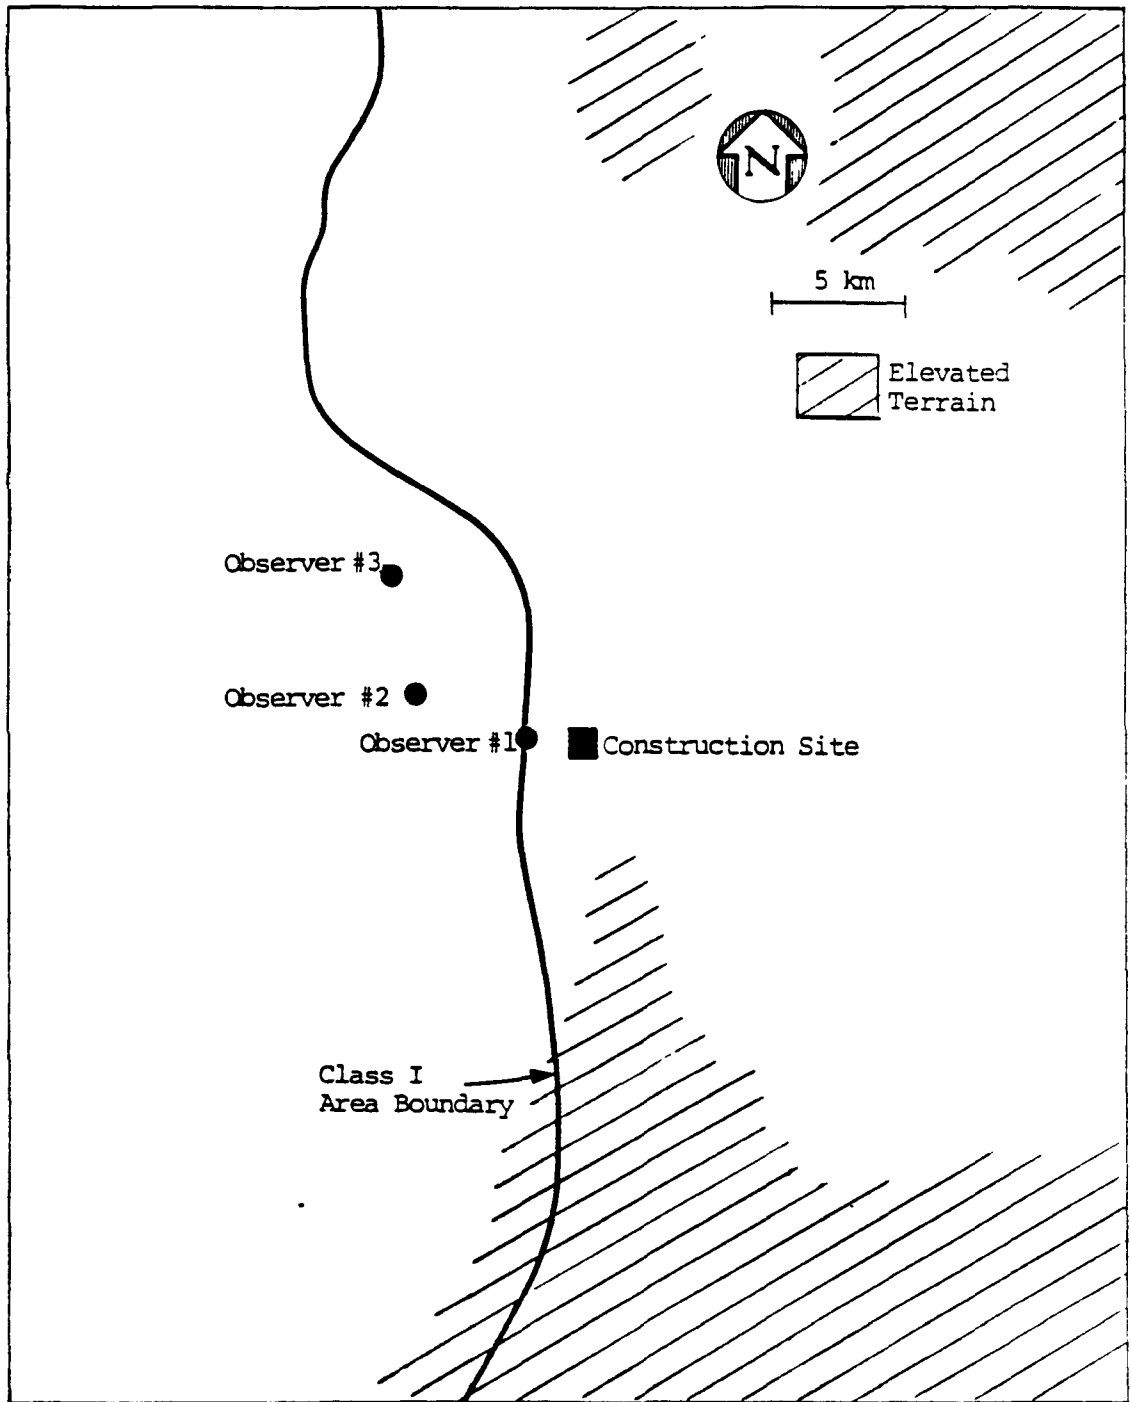 N
5 km
Elevated
Terrain
Observer #3
Observer #2
Observer #1
Construction Site
Class I
Area Boundary